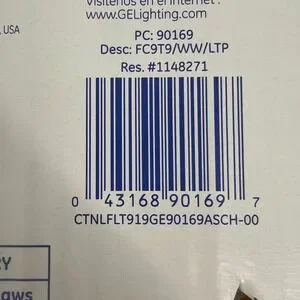 Visítenos en el Internet:
www.GELighting.com
, USA
PC: 90169
Desc: FC9T9/WW/LTP
Res. #1148271
0 43168 90169 7
CTNLFLT919GE90169ASCH-00